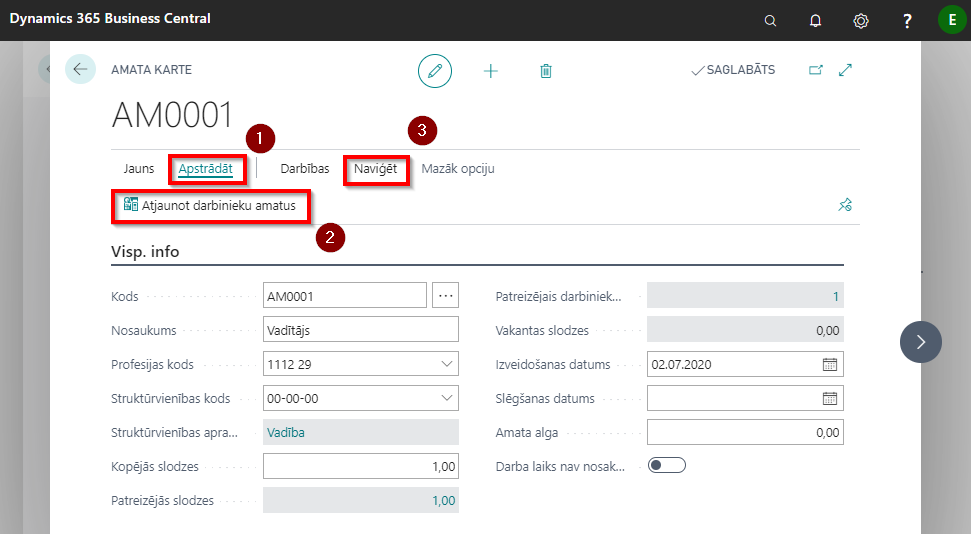 Dynamics 365 Business Central
?
E
AMATA KARTE
SAGLABĀTS
AM0001
1
3
Jauns Apstrādāt Darbības Naviģēt Mazāk opciju
Atjaunot darbinieku amatus
2
Visp. info
Kods AM0001 ...
Nosaukums Vadītājs
Profesijas kods 1112 29
Struktūrvienības kods 00-00-00
Struktūrvienības apra... Vadība
Kopējās slodzes 1,00
Patreizējās slodzes 1,00
Patreizējais darbiniek... 1
Vakantas slodzes 0,00
Izveidošanas datums 02.07.2020
Slēgšanas datums
Amata alga 0,00
Darba laiks nav nosak...